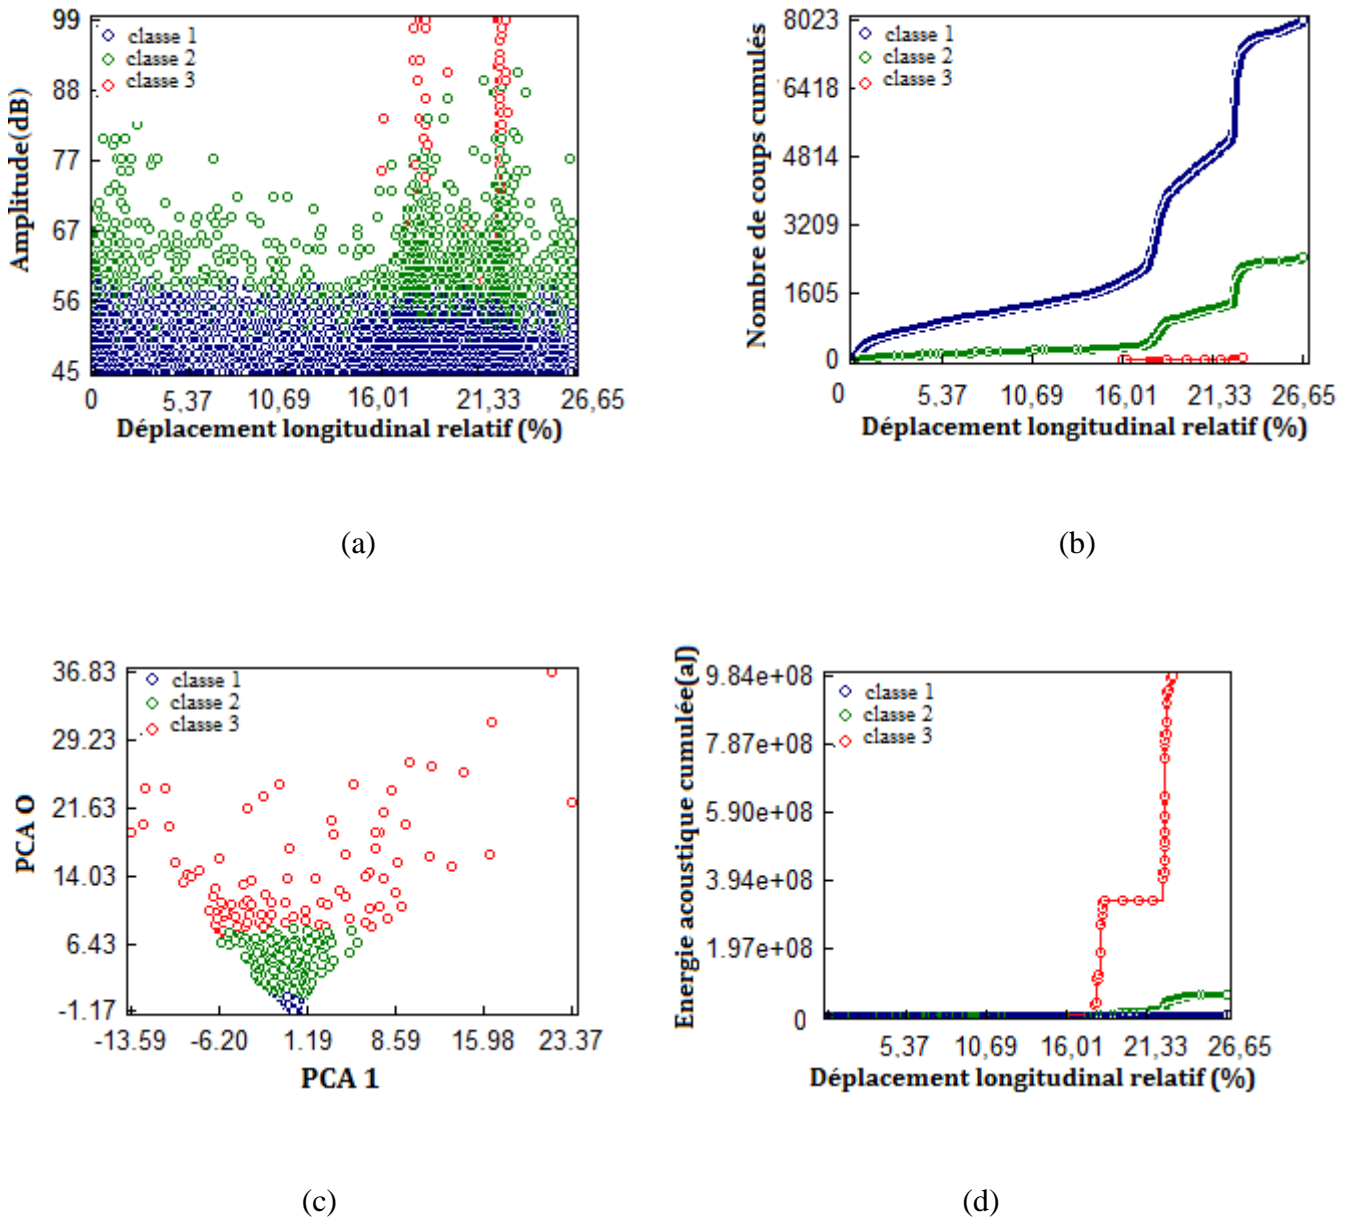 Amplitude(dB)
99
88
77
67
56
45
classe 1
classe 2
classe 3
0 5,37 10,69 16,01 21,33 26,65
Déplacement longitudinal relatif (%)
(a)
Nombre de coups cumulés
8023
6418
4814
3209
1605
0
classe 1
classe 2
classe 3
0 5,37 10,69 16,01 21,33 26,65
Déplacement longitudinal relatif (%)
(b)
PCA O
36.83
29.23
21.63
14.03
6.43
-1.17
classe 1
classe 2
classe 3
-13.59 -6.20 1.19 8.59 15.98 23.37
PCA 1
(c)
Energie acoustique cumulée(aJ)
9.84e+08
7.87e+08
5.90e+08
3.94e+08
1.97e+08
0
classe 1
classe 2
classe 3
5,37 10,69 16,01 21,33 26,65
Déplacement longitudinal relatif (%)
(d)